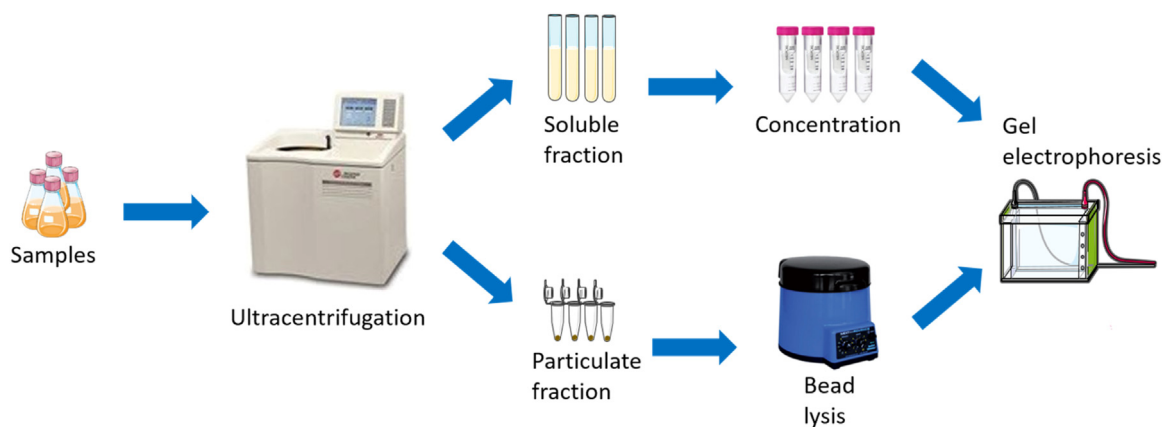 Samples
Ultracentrifugation
Soluble
fraction
Concentration
Gel
electrophoresis
Particulate
fraction
Bead
lysis